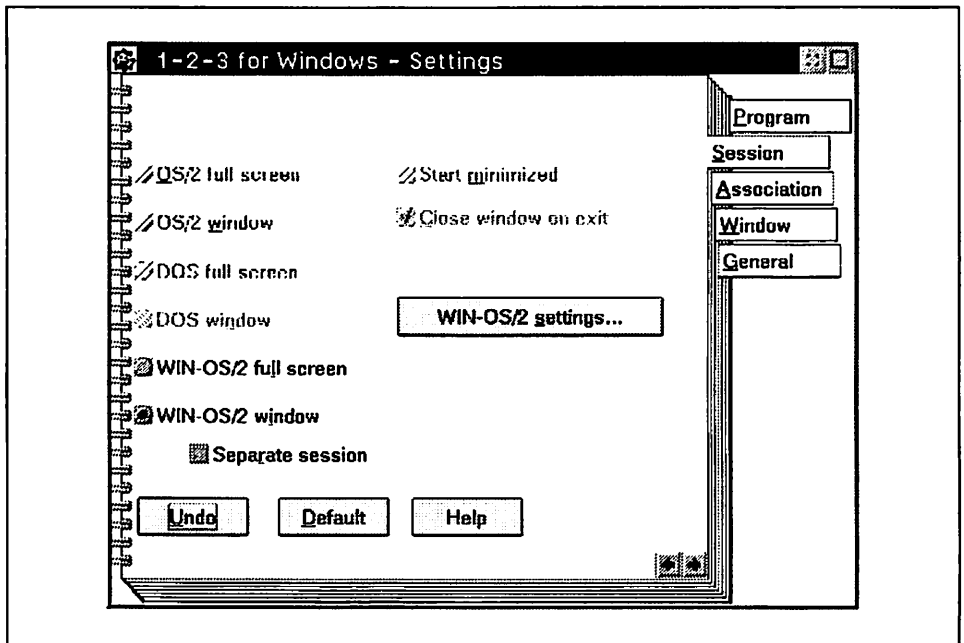 1-2-3 for Windows - Settings
Program
Session
Association
Window
General
OS/2 full screen
OS/2 window
DOS full screen
DOS window
WIN-OS/2 full screen
WIN-OS/2 window
Separate session
Start minimized
Close window on exit
WIN-OS/2 settings...
Undo
Default
Help